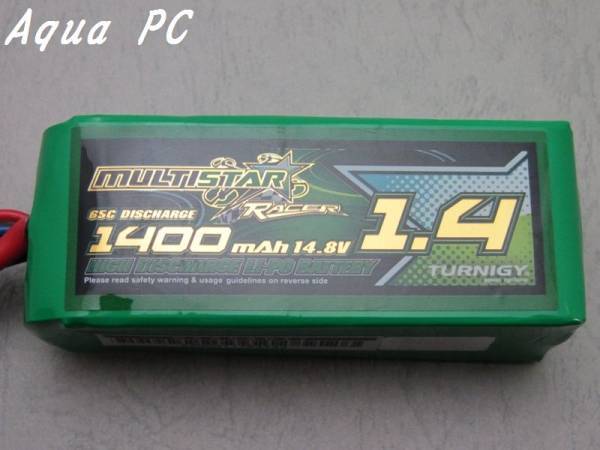 Aqua PC
MULTISTAR
RACER
65C DISCHARGE
1400 mAh 14.8V
1.4
HIGH DISCHARGE LI-PO BATTERY
TURNIGY
Please read safety warning & usage guidelines on reverse side